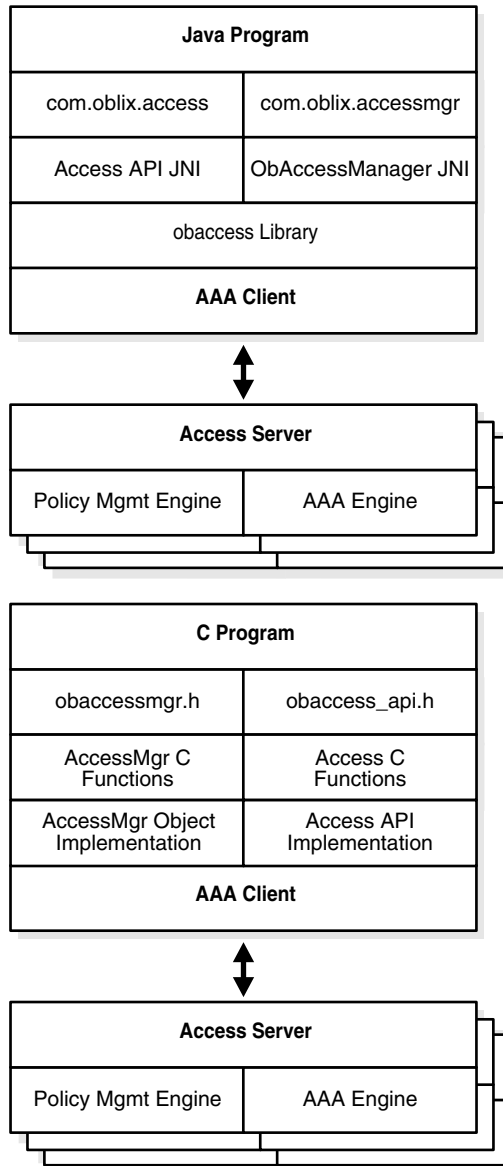 Java Program
com.oblix.access
com.oblix.accessmgr
Access API JNI
ObAccessManager JNI
obaccess Library
AAA Client
Access Server
Policy Mgmt Engine
AAA Engine
C Program
obaccessmgr.h
obaccess_api.h
AccessMgr C
Functions
Access C
Functions
AccessMgr Object
Implementation
Access API
Implementation
AAA Client
Access Server
Policy Mgmt Engine
AAA Engine